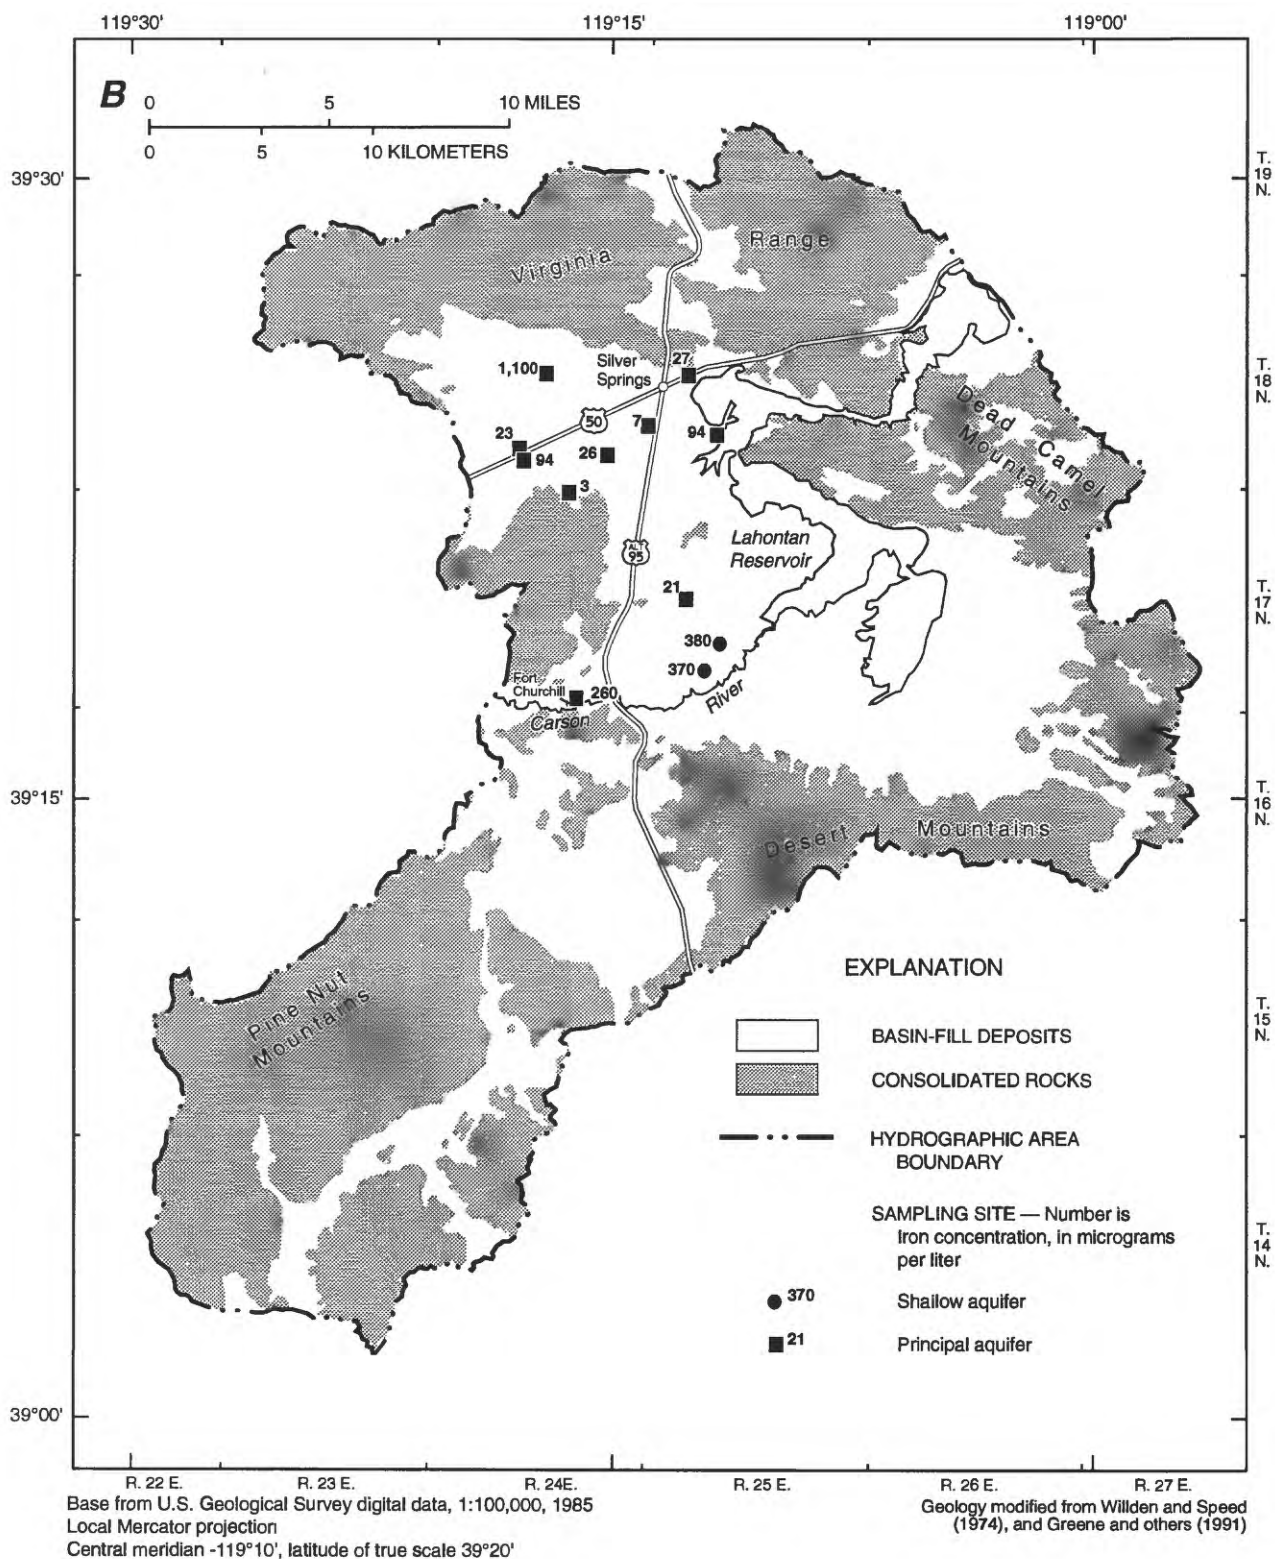 119°30' 119°15' 119°00'
B
0 5 10 MILES
0 5 10 KILOMETERS
39°30'
T.
19
N.
Virginia
Range
1,100
Silver
Springs
27
T.
18
N.
50
7
94
23
94
26
3
Dead Camel
Mountains
ALT
95
Lahontan
Reservoir
21
T.
17
N.
380
370
Fort
Churchill
260
River
Carson
39°15'
T.
16
N.
Desert Mountains
Pine Nut
Mountains
T.
15
N.
EXPLANATION
BASIN-FILL DEPOSITS
CONSOLIDATED ROCKS
HYDROGRAPHIC AREA
BOUNDARY
SAMPLING SITE — Number is
Iron concentration, in micrograms
per liter
T.
14
N.
370 Shallow aquifer
21 Principal aquifer
39°00'
R. 22 E. R. 23 E. R. 24E. R. 25 E. R. 26 E. R. 27 E.
Base from U.S. Geological Survey digital data, 1:100,000, 1985
Local Mercator projection
Central meridian -119°10', latitude of true scale 39°20'
Geology modified from Willden and Speed
(1974), and Greene and others (1991)